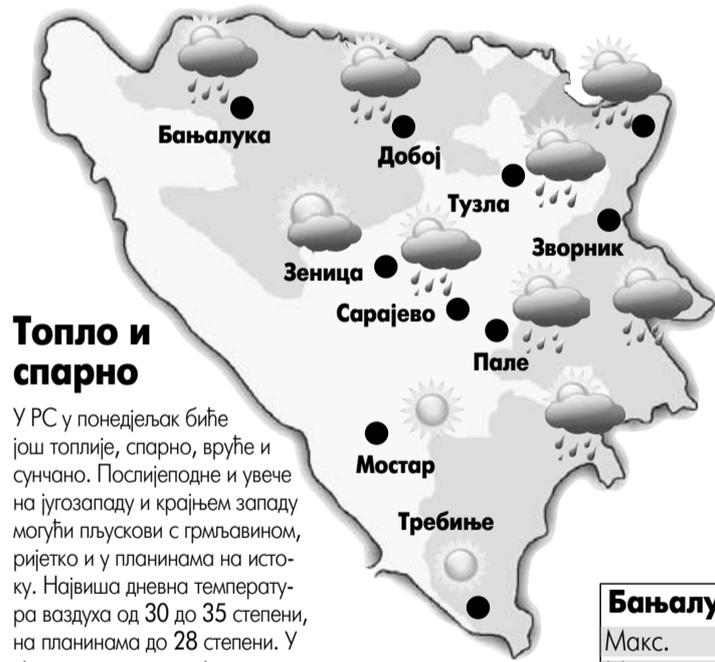 Бањалука
Добој
Тузла
Зворник
Зеница
Сарајево
Пале
Мостар
Требиње
Топло и
спарно
У РС у понедјељак биће
још топлије, спарно, вруће и
сунчано. Послијеподне и увече
на југозападу и крајњем западу
могући пљускови с грмљавином,
ријетко и у планинама на исто-
ку. Највиша дневна температу-
ра ваздуха од 30 до 35 степени,
на планинама до 28 степени. У
Бањалу
Макс.